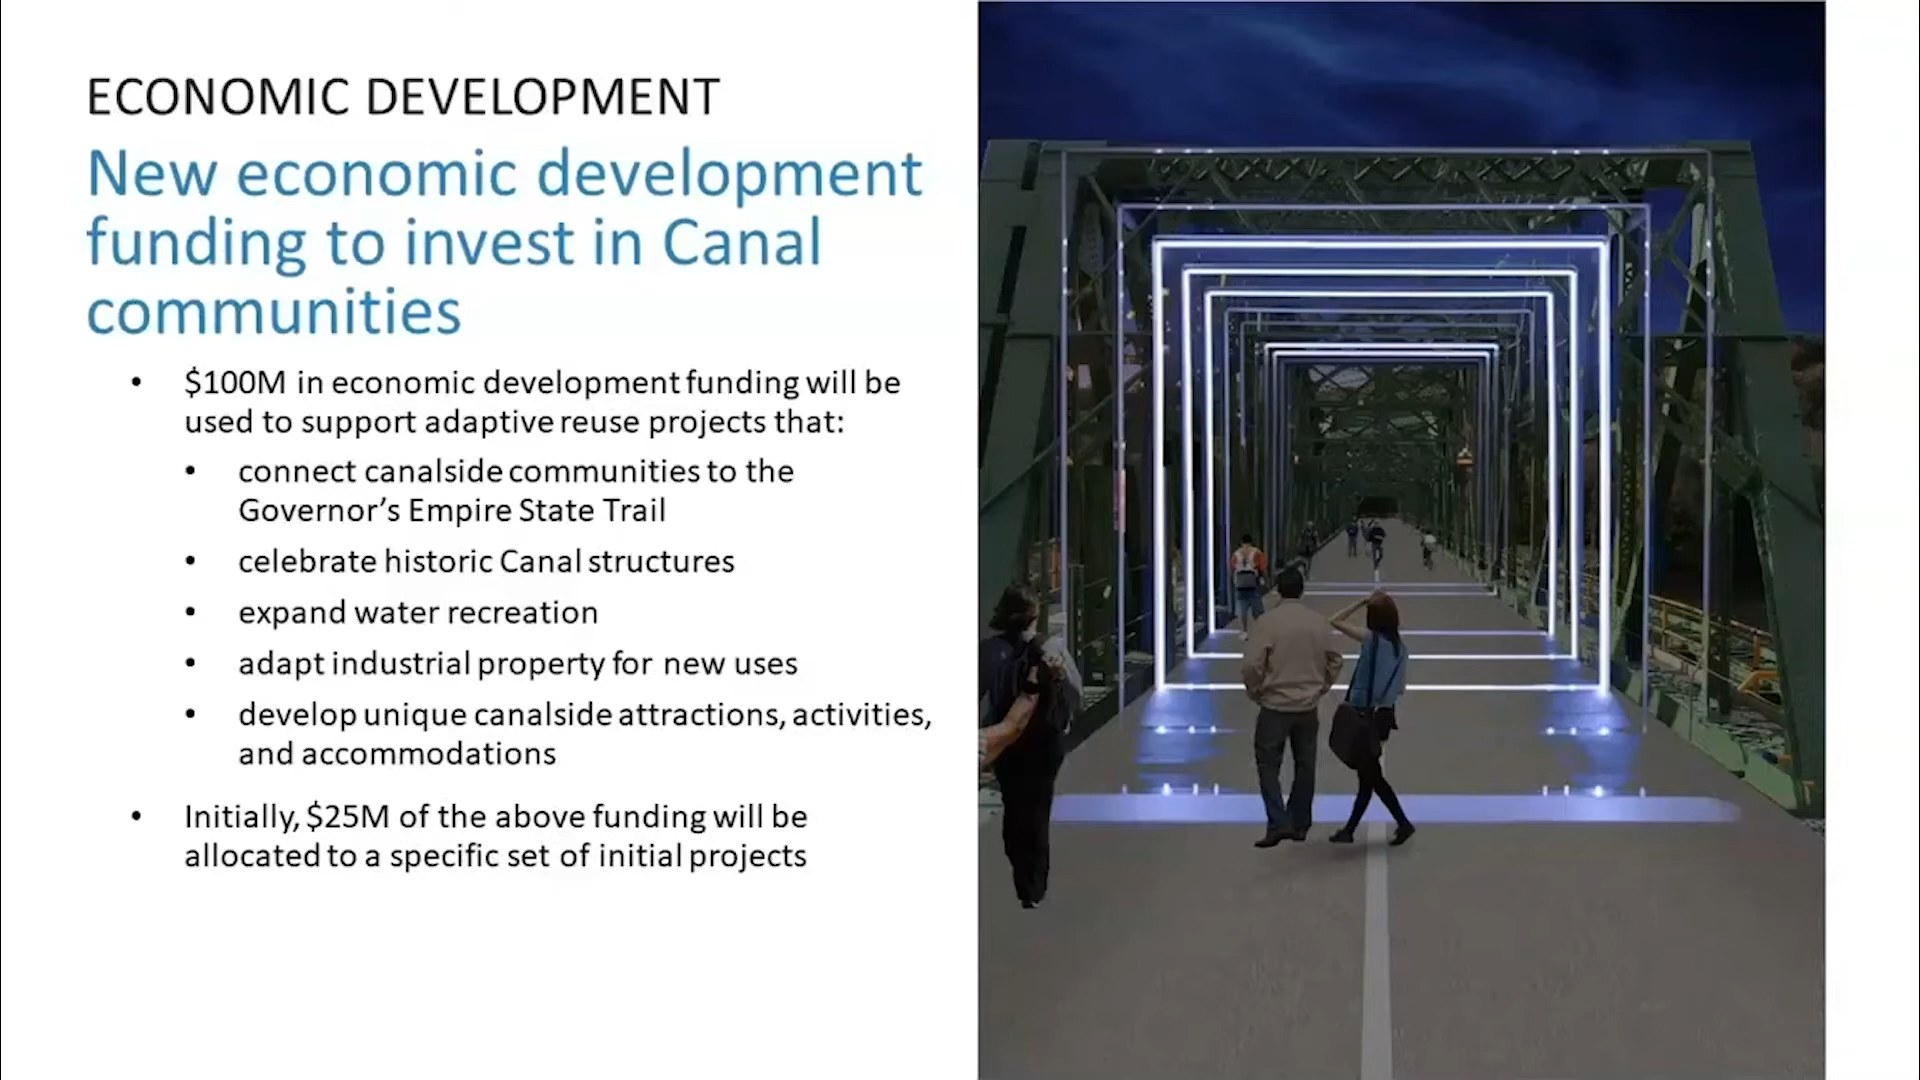 ECONOMIC DEVELOPMENT
New economic development
funding to invest in Canal
communities
• $100M in economic development funding will be
used to support adaptive reuse projects that:
• connect canalside communities to the
Governor’s Empire State Trail
• celebrate historic Canal structures
• expand water recreation
• adapt industrial property for new uses
• develop unique canalside attractions, activities,
and accommodations
• Initially, $25M of the above funding will be
allocated to a specific set of initial projects